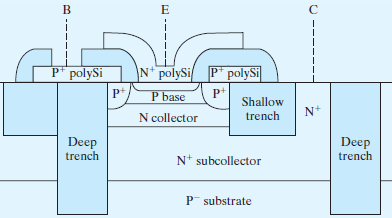 B E C
P⁺ polySi N⁺ polySi P⁺ polySi
P⁺ P base P⁺
N collector
Shallow
trench
N⁺
Deep
trench
N⁺ subcollector
Deep
trench
P⁻ substrate